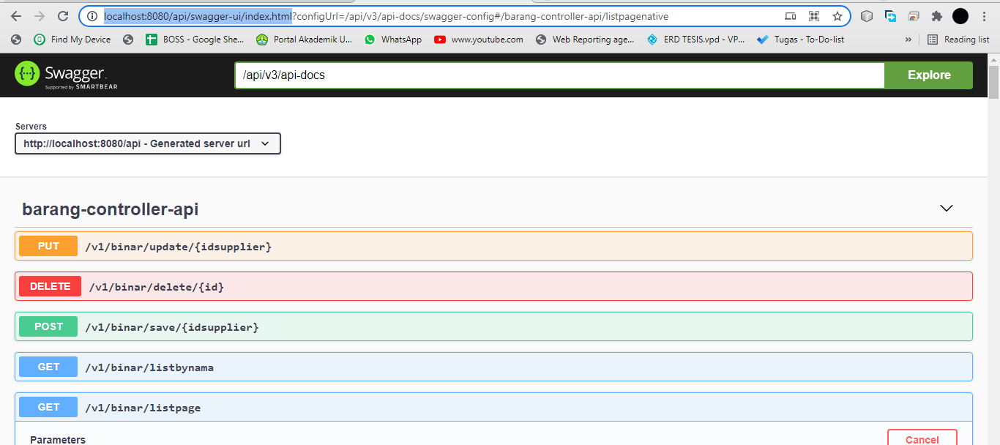 localhost:8080/api/swagger-ui/index.html?configUrl=/api/v3/api-docs/swagger-config#/barang-controller-api/listpagenative
Find My Device BOSS - Google She... Portal Akademik U... WhatsApp www.youtube.com Web Reporting age... ERD TESIS.vpd - VP... Tugas - To-Do-list » Reading list
Swagger.
Supported by SMARTBEAR
/api/v3/api-docs
Explore
Servers
http://localhost:8080/api - Generated server url
barang-controller-api
PUT /v1/binar/update/{idsupplier}
DELETE /v1/binar/delete/{id}
POST /v1/binar/save/{idsupplier}
GET /v1/binar/listbynama
GET /v1/binar/listpage
Parameters Cancel